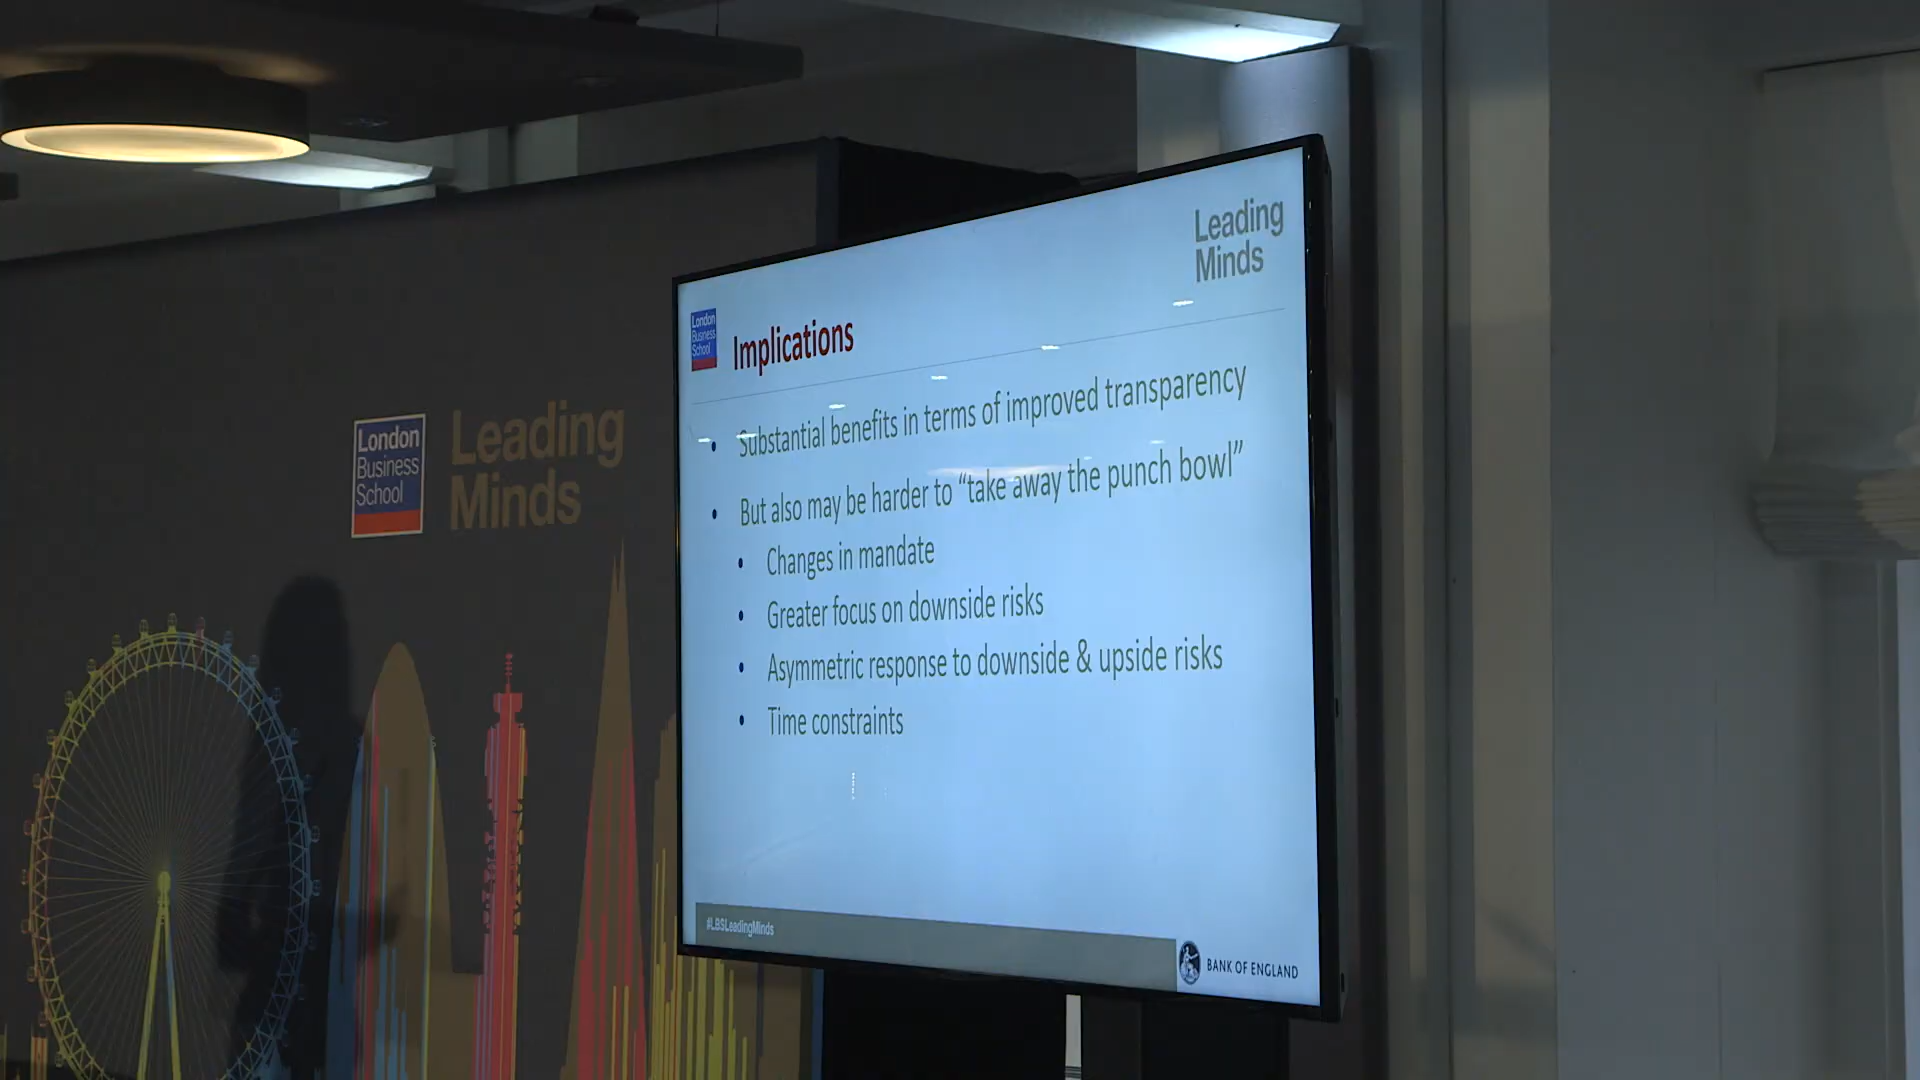 London
Business
School
Leading
Minds
Leading
Minds
London
Business
School
Implications
• Substantial benefits in terms of improved transparency
• But also may be harder to “take away the punch bowl”
• Changes in mandate
• Greater focus on downside risks
• Asymmetric response to downside & upside risks
• Time constraints
#LBSLeadingMinds
BANK OF ENGLAND